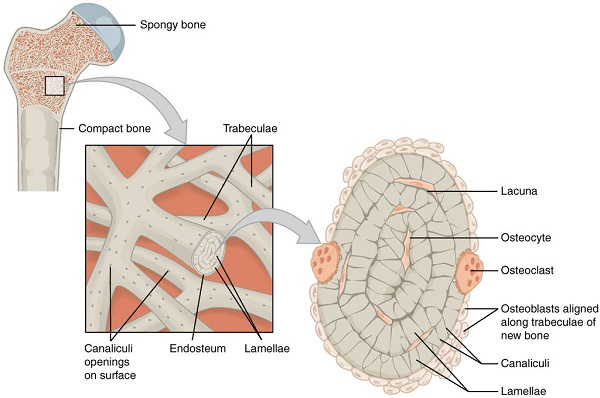 Spongy bone
Compact bone
Trabeculae
Canaliculi
openings
on surface
Endosteum
Lamellae
Lacuna
Osteocyte
Osteoclast
Osteoblasts aligned
along trabeculae of
new bone
Canaliculi
Lamellae